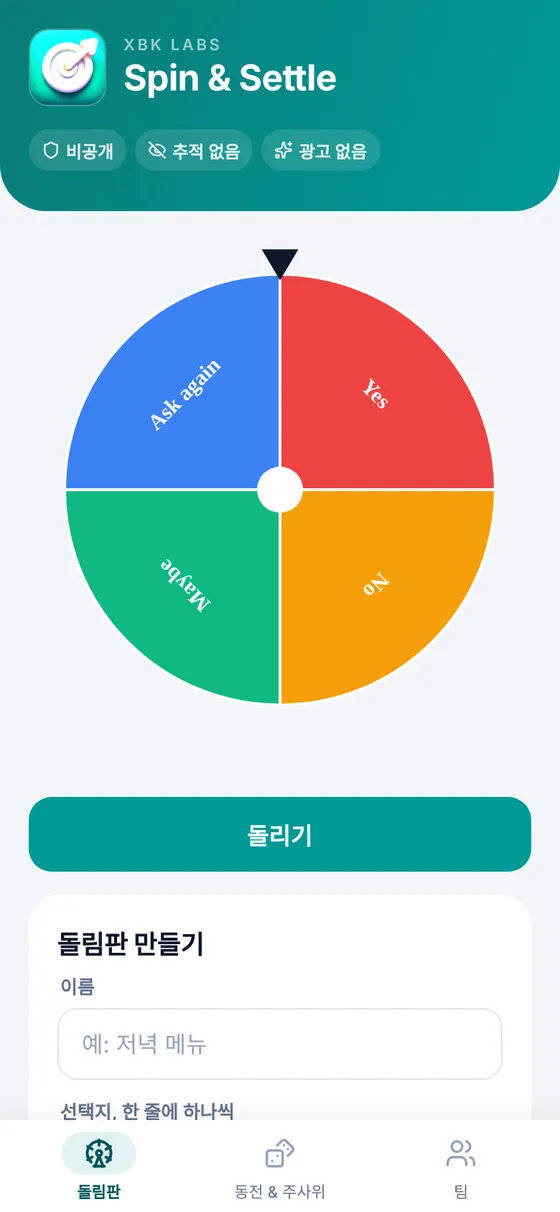 XBK LABS
Spin & Settle
비공개
추적 없음
광고 없음
Ask again
Yes
Maybe
No
돌리기
돌림판 만들기
이름
예: 저녁 메뉴
선택지, 한 줄에 하나씩
돌림판
동전 & 주사위
팀